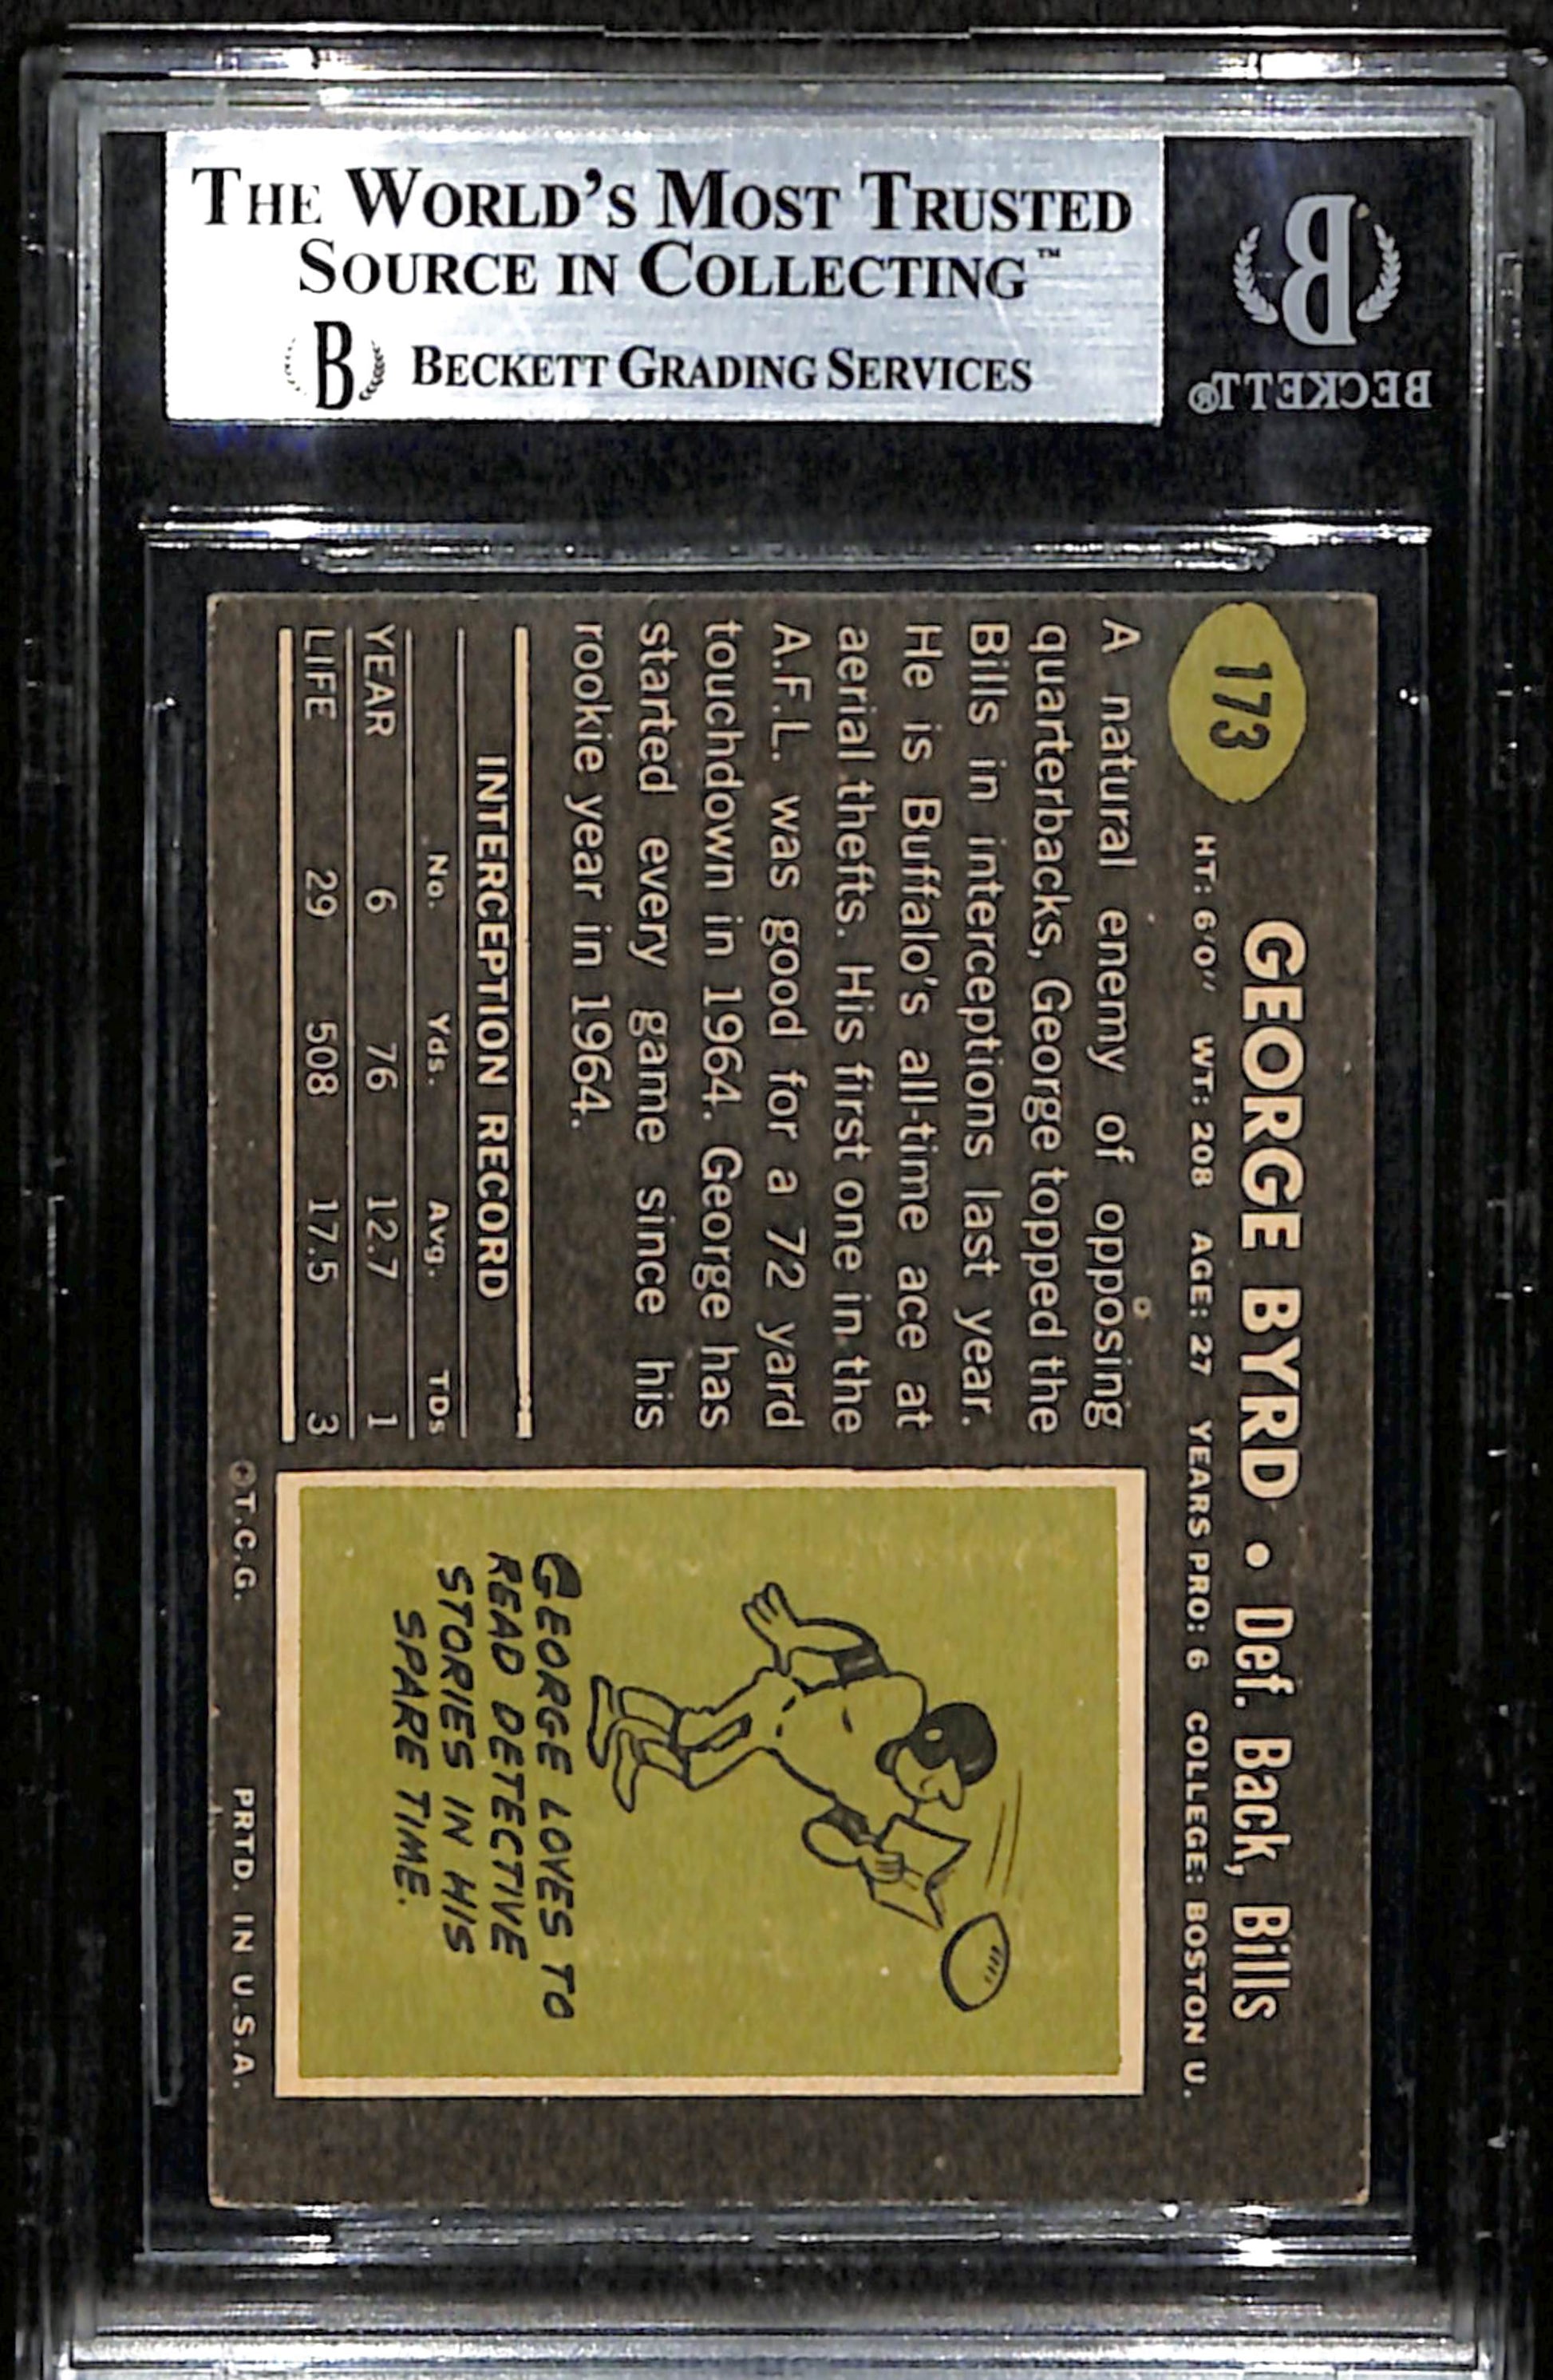 THE WORLD'S MOST TRUSTED
SOURCE IN COLLECTING™
B BECKETT GRADING SERVICES
B
BECKETT®
173
GEORGE BYRD • Def. Back, Bills
HT: 6'0" WT: 208 AGE: 27 YEARS PRO: 6 COLLEGE: BOSTON U.
A natural enemy of opposing
quarterbacks, George topped the
Bills in interceptions last year.
He is Buffalo's all-time ace at
aerial thefts. His first one in the
A.F.L. was good for a 72 yard
touchdown in 1964. George has
started every game since his
rookie year in 1964.
INTERCEPTION RECORD
No. Yds. Avg. TDs
YEAR 6 76 12.7 1
LIFE 29 508 17.5 3
GEORGE LOVES TO
READ DETECTIVE
STORIES IN HIS
SPARE TIME.
©T.C.G. PRTD. IN U.S.A.